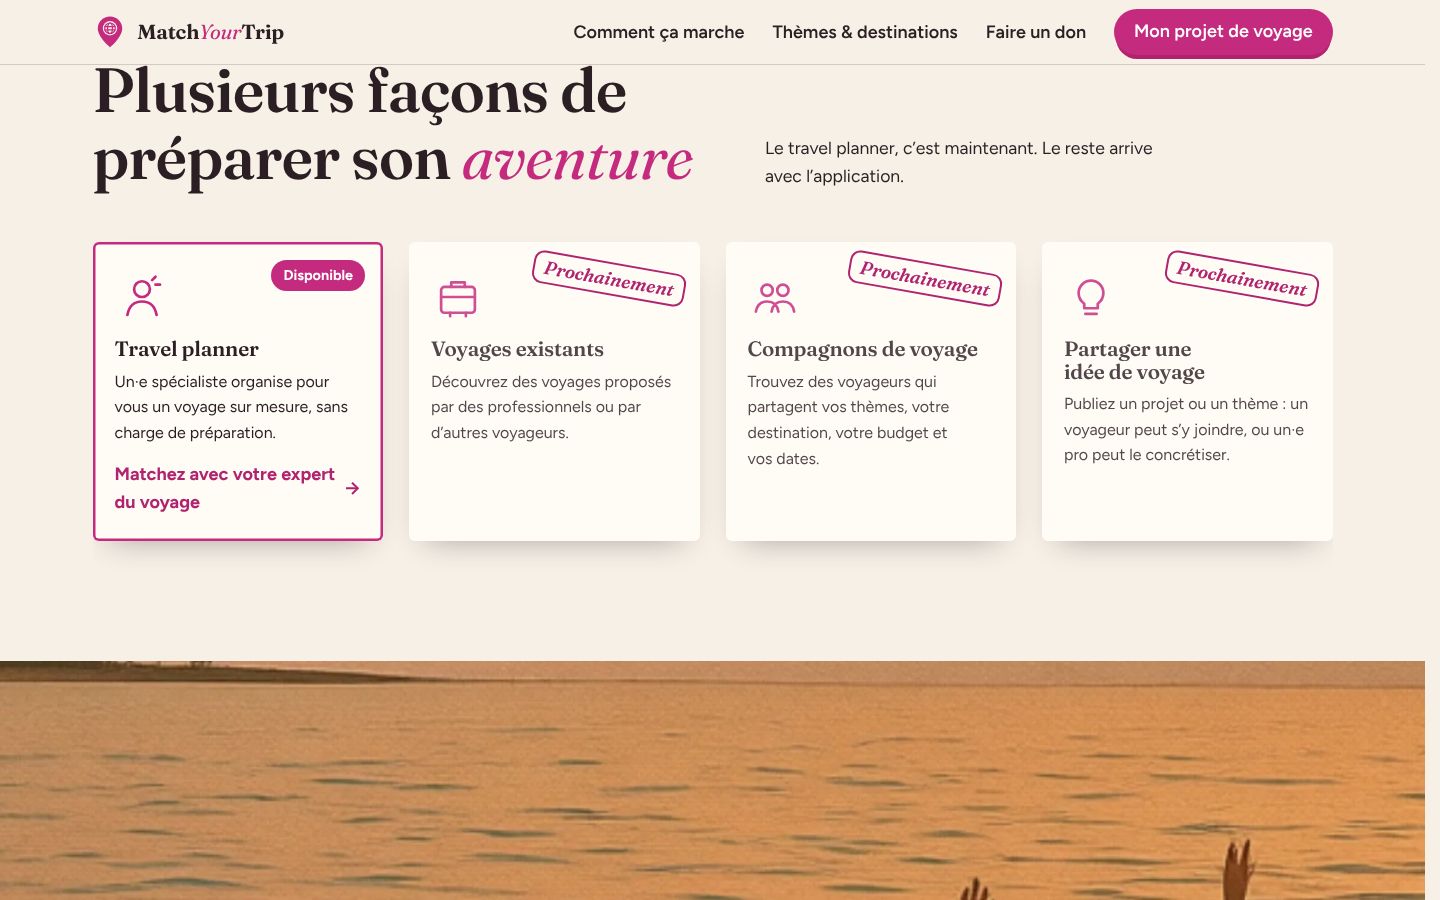 MatchYourTrip
Comment ça marche
Thèmes & destinations
Faire un don
Mon projet de voyage
Plusieurs façons de
préparer son aventure
Le travel planner, c’est maintenant. Le reste arrive
avec l’application.
Disponible
Travel planner
Un·e spécialiste organise pour
vous un voyage sur mesure, sans
charge de préparation.
Matchez avec votre expert
du voyage
Prochainement
Voyages existants
Découvrez des voyages proposés
par des professionnels ou par
d’autres voyageurs.
Prochainement
Compagnons de voyage
Trouvez des voyageurs qui
partagent vos thèmes, votre
destination, votre budget et
vos dates.
Prochainement
Partager une
idée de voyage
Publiez un projet ou un thème : un
voyageur peut s’y joindre, ou un·e
pro peut le concrétiser.